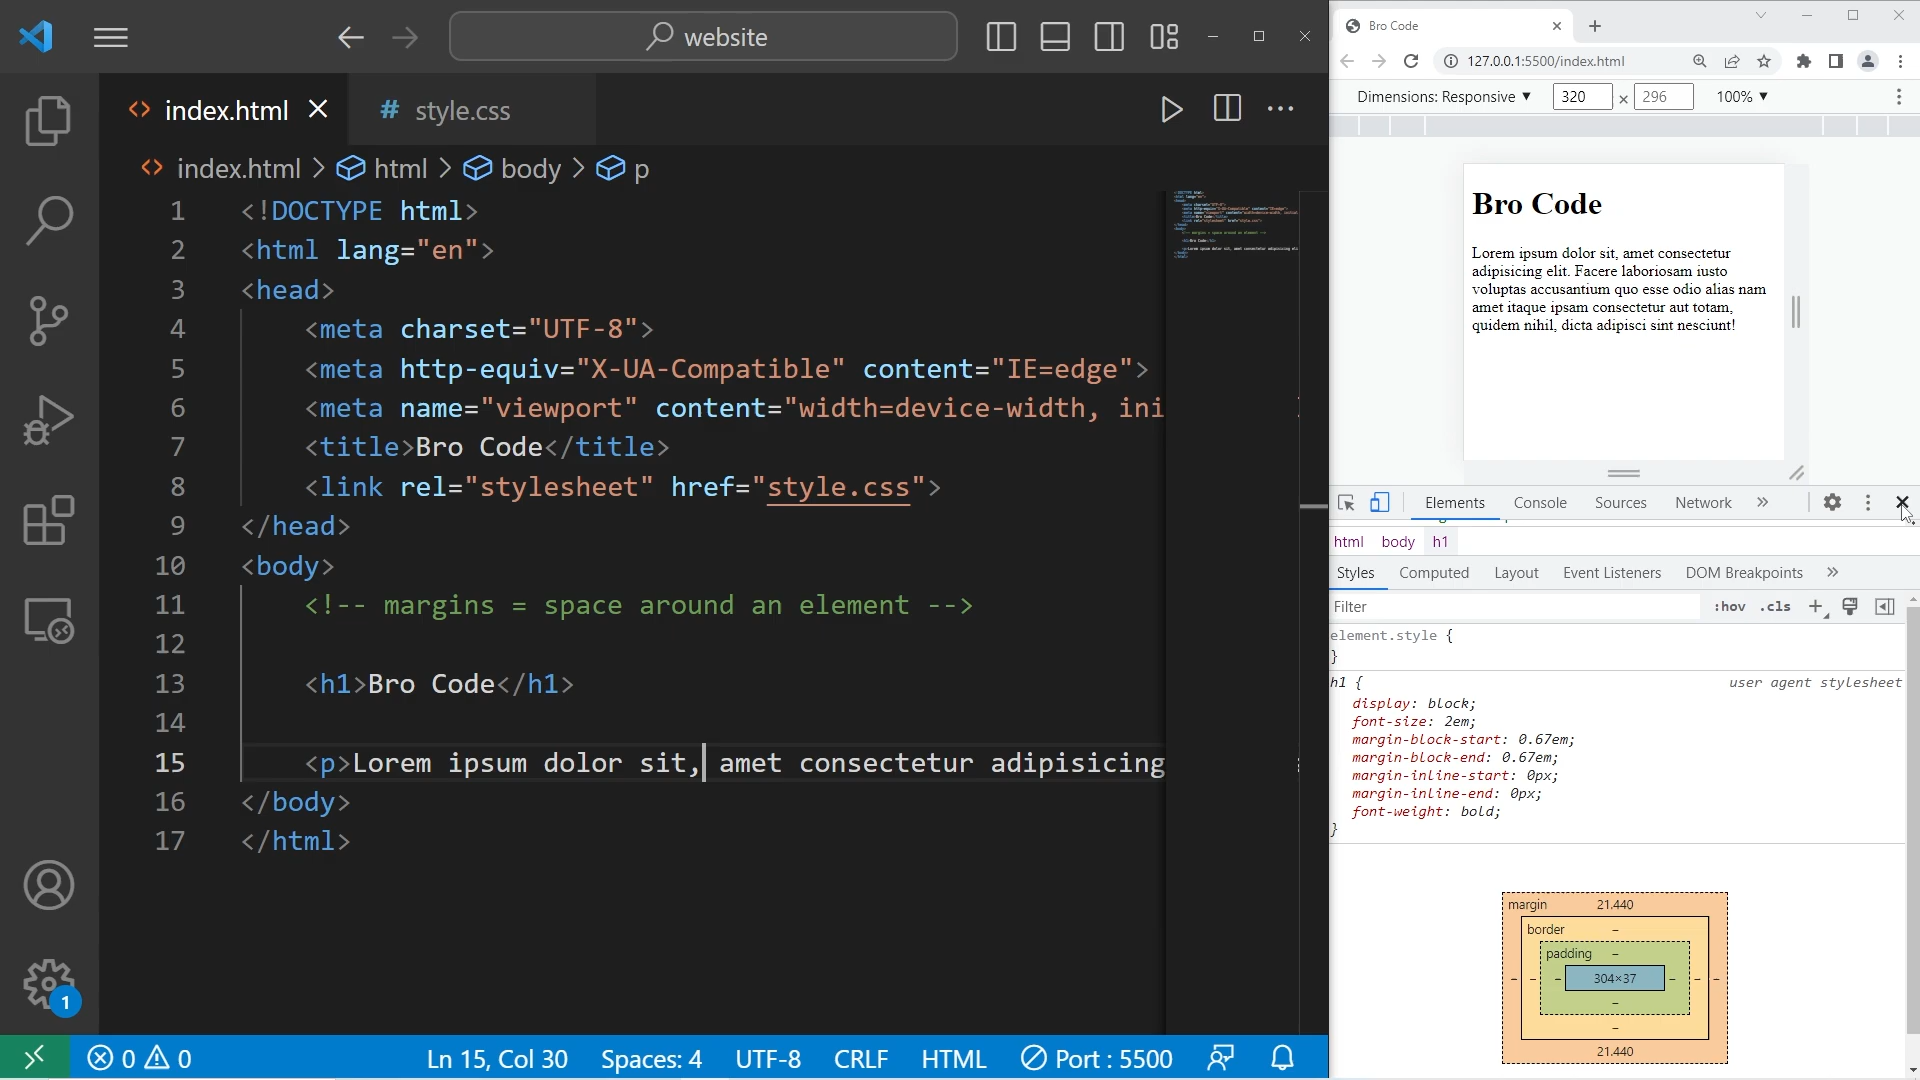 website
index.html
# style.css
index.html > html > body > p
1 <!DOCTYPE html>
2 <html lang="en">
3 <head>
4 <meta charset="UTF-8">
5 <meta http-equiv="X-UA-Compatible" content="IE=edge">
6 <meta name="viewport" content="width=device-width, ini
7 <title>Bro Code</title>
8 <link rel="stylesheet" href="style.css">
9 </head>
10 <body>
11 <!-- margins = space around an element -->
12
13 <h1>Bro Code</h1>
14
15 <p>Lorem ipsum dolor sit, amet consectetur adipisicing
16 </body>
17 </html>
1
0 0
Ln 15, Col 30 Spaces: 4 UTF-8 CRLF HTML Port : 5500
Bro Code
127.0.0.1:5500/index.html
Dimensions: Responsive 320 x 296 100%
Bro Code
Lorem ipsum dolor sit, amet consectetur
adipisicing elit. Facere laboriosam iusto
voluptas accusantium quo esse odio alias nam
amet itaque ipsam consectetur aut totam,
quidem nihil, dicta adipisci sint nesciunt!
Elements Console Sources Network
html body h1
Styles Computed Layout Event Listeners DOM Breakpoints
Filter :hov .cls
element.style {
}
h1 { user agent stylesheet
display: block;
font-size: 2em;
margin-block-start: 0.67em;
margin-block-end: 0.67em;
margin-inline-start: 0px;
margin-inline-end: 0px;
font-weight: bold;
}
margin 21.440
border –
padding –
– – – 304×37 – – –
–
–
21.440